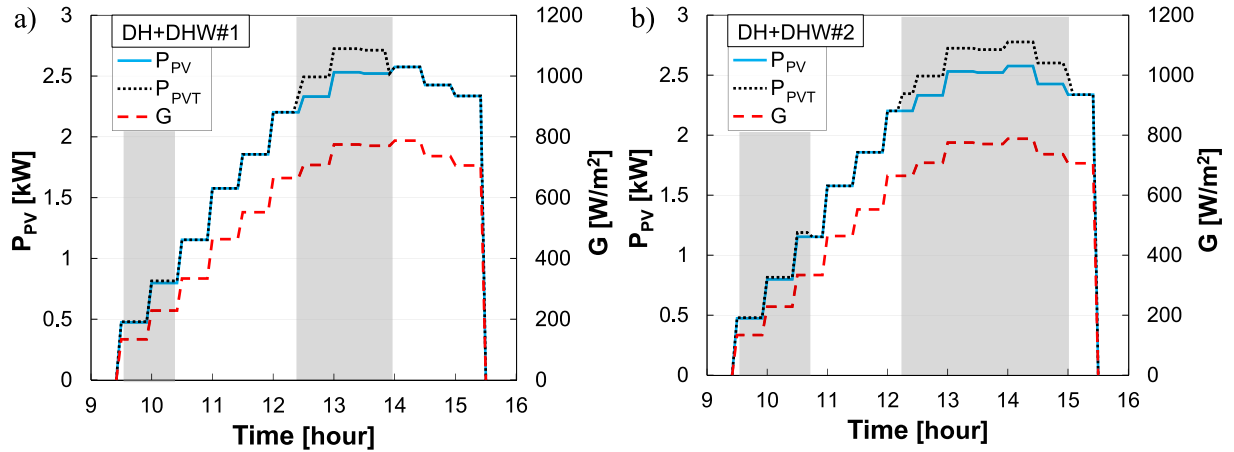 a)
DH+DHW#1
P_PV
P_PVT
G
3
2.5
2
1.5
1
0.5
0
P_PV [kW]
1200
1000
800
600
400
200
0
G [W/m²]
9 10 11 12 13 14 15 16
Time [hour]
b)
DH+DHW#2
P_PV
P_PVT
G
3
2.5
2
1.5
1
0.5
0
P_PV [kW]
1200
1000
800
600
400
200
0
G [W/m²]
9 10 11 12 13 14 15 16
Time [hour]